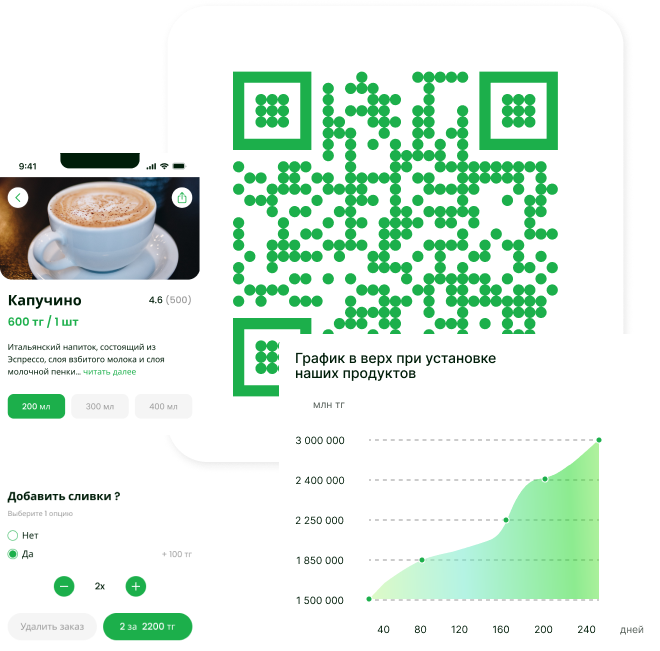 9:41
Капучино
4.6 (500)
600 тг / 1 шт
Итальянский напиток, состоящий из
Эспрессо, слоя взбитого молока и слоя
молочной пенки... читать далее
200 мл
300 мл
400 мл
Добавить сливки ?
Выберите 1 опцию
Нет
Да
+ 100 тг
2x
Удалить заказ
2 за 2200 тг
График в верх при установке
наших продуктов
млн тг
3 000 000
2 400 000
2 250 000
1 850 000
1 500 000
40 80 120 160 200 240 дней